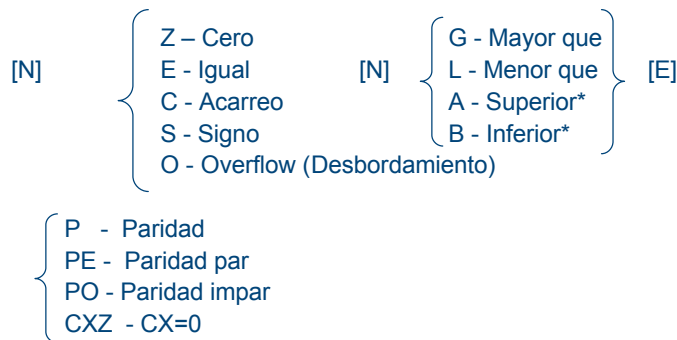 Z – Cero G - Mayor que
[N] E - Igual [N] L - Menor que [E]
C - Acarreo A - Superior*
S - Signo B - Inferior*
O - Overflow (Desbordamiento)
P - Paridad
PE - Paridad par
PO - Paridad impar
CXZ - CX=0